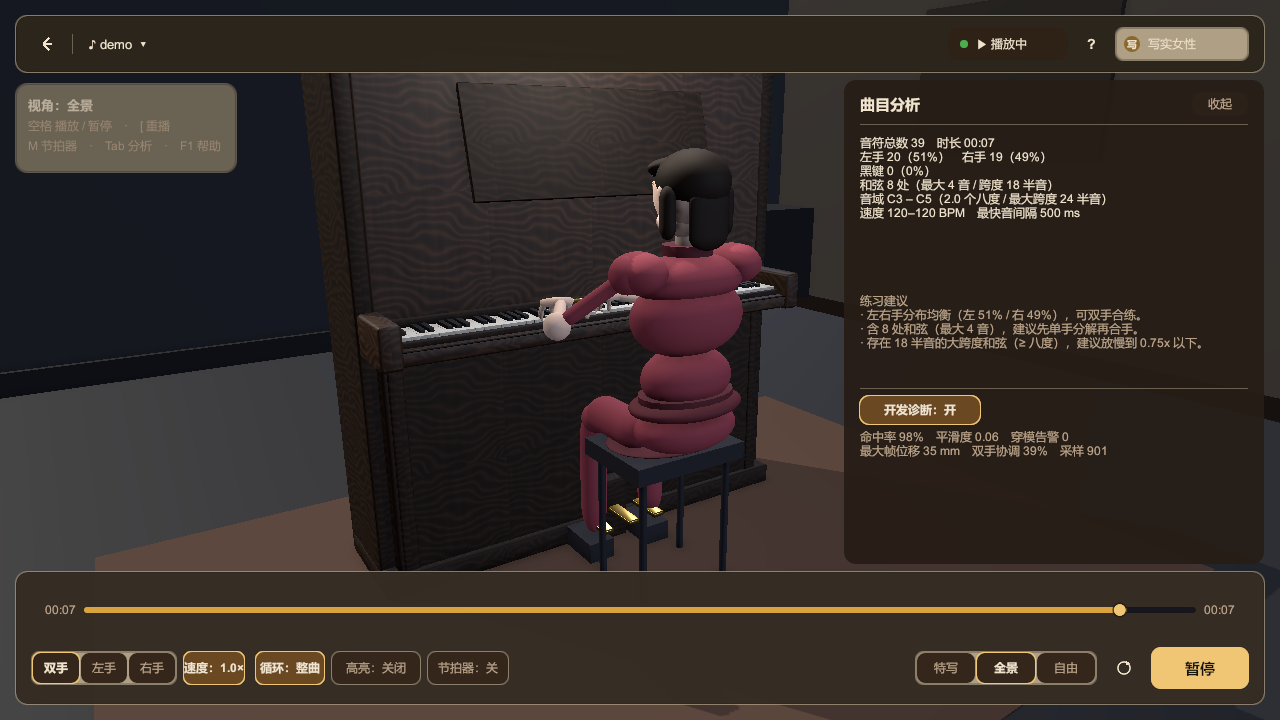 ♪ demo ▼
▶ 播放中
?
写 写实女性
视角：全景
空格 播放 / 暂停 · [ 重播
M 节拍器 · Tab 分析 · F1 帮助
曲目分析
收起
音符总数 39 时长 00:07
左手 20（51%） 右手 19（49%）
黑键 0（0%）
和弦 8 处（最大 4 音 / 跨度 18 半音）
音域 C3 – C5（2.0 个八度 / 最大跨度 24 半音）
速度 120–120 BPM 最快音间隔 500 ms
练习建议
· 左右手分布均衡（左 51% / 右 49%），可双手合练。
· 含 8 处和弦（最大 4 音），建议先单手分解再合手。
· 存在 18 半音的大跨度和弦（≥ 八度），建议放慢到 0.75x 以下。
开发诊断：开
命中率 98% 平滑度 0.06 穿模告警 0
最大帧位移 35 mm 双手协调 39% 采样 901
00:07
00:07
双手
左手
右手
速度：1.0×
循环：整曲
高亮：关闭
节拍器：关
特写
全景
自由
暂停